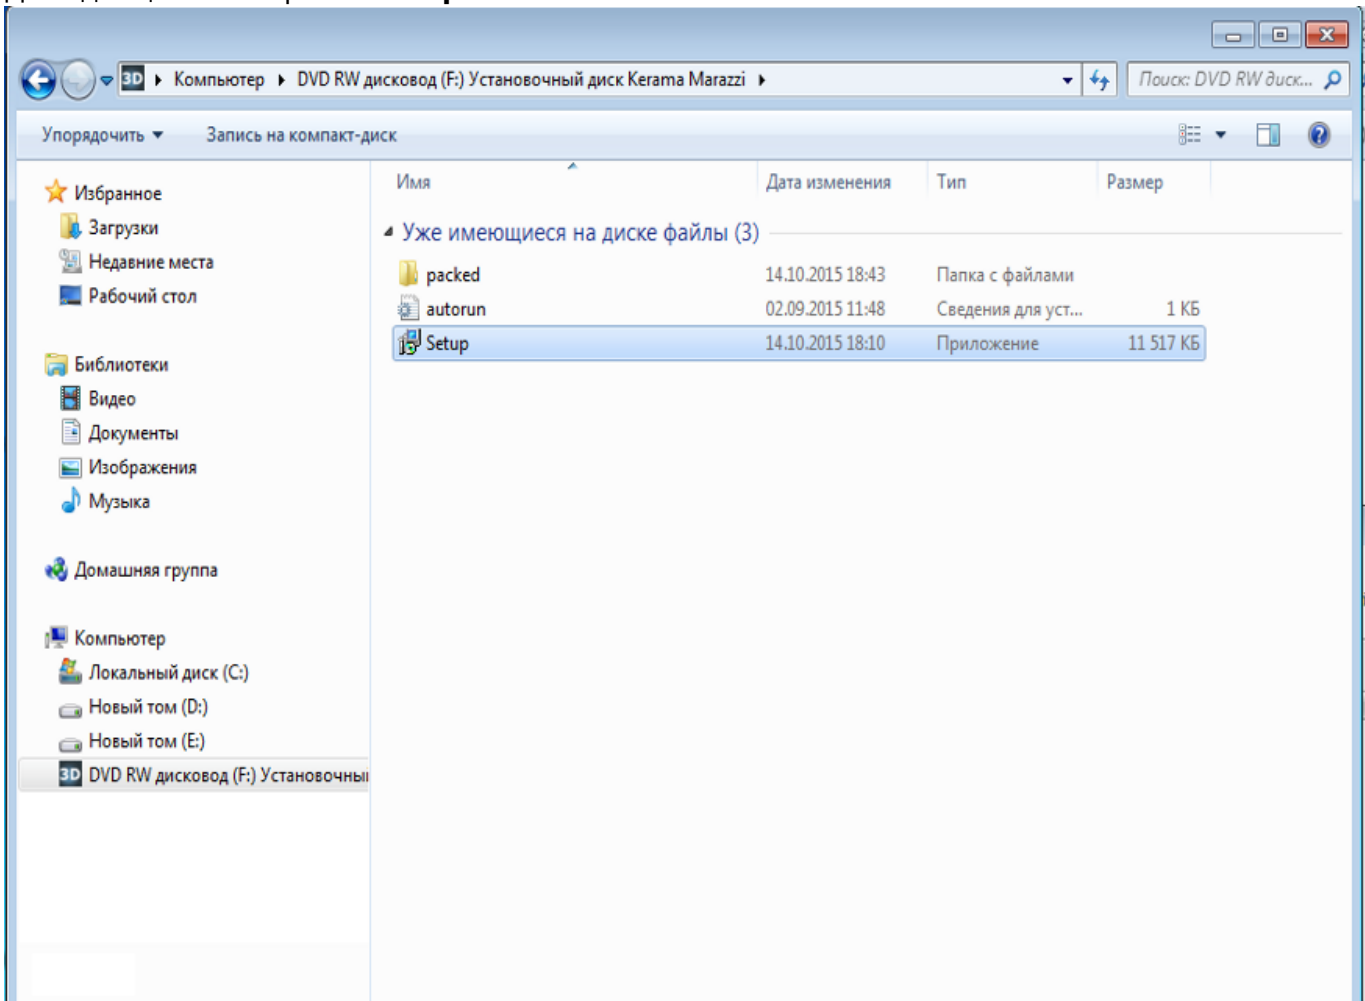 3D Компьютер DVD RW дисковод (F:) Установочный диск Kerama Marazzi Поиск: DVD RW диск...
Упорядочить Запись на компакт-диск
Имя Дата изменения Тип Размер
Уже имеющиеся на диске файлы (3)
packed 14.10.2015 18:43 Папка с файлами
autorun 02.09.2015 11:48 Сведения для уст... 1 КБ
Setup 14.10.2015 18:10 Приложение 11 517 КБ
Избранное
Загрузки
Недавние места
Рабочий стол
Библиотеки
Видео
Документы
Изображения
Музыка
Домашняя группа
Компьютер
Локальный диск (C:)
Новый том (D:)
Новый том (E:)
3D DVD RW дисковод (F:) Установочный